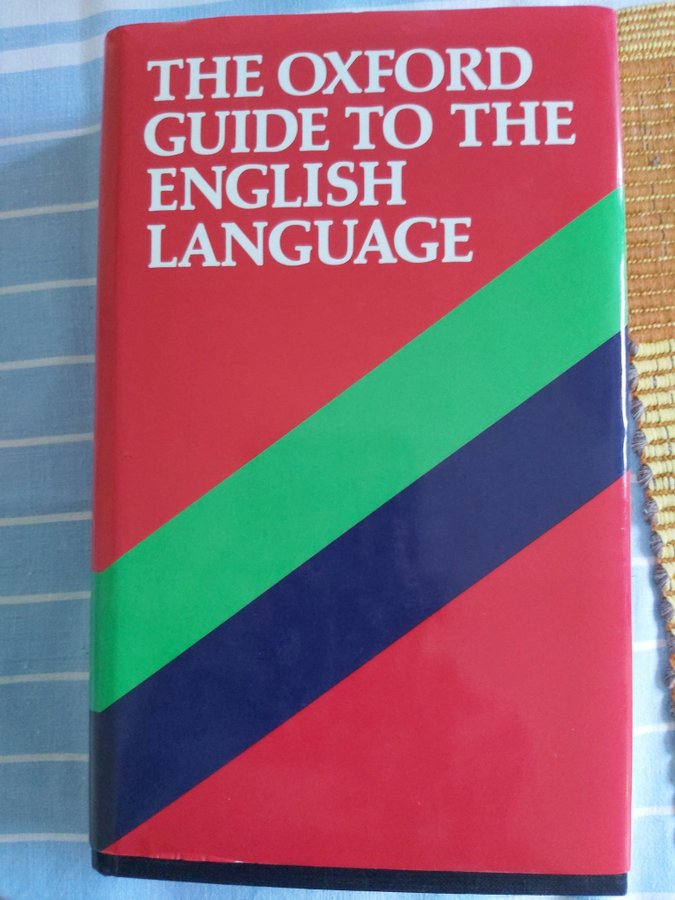 THE OXFORD
GUIDE TO THE
ENGLISH
LANGUAGE